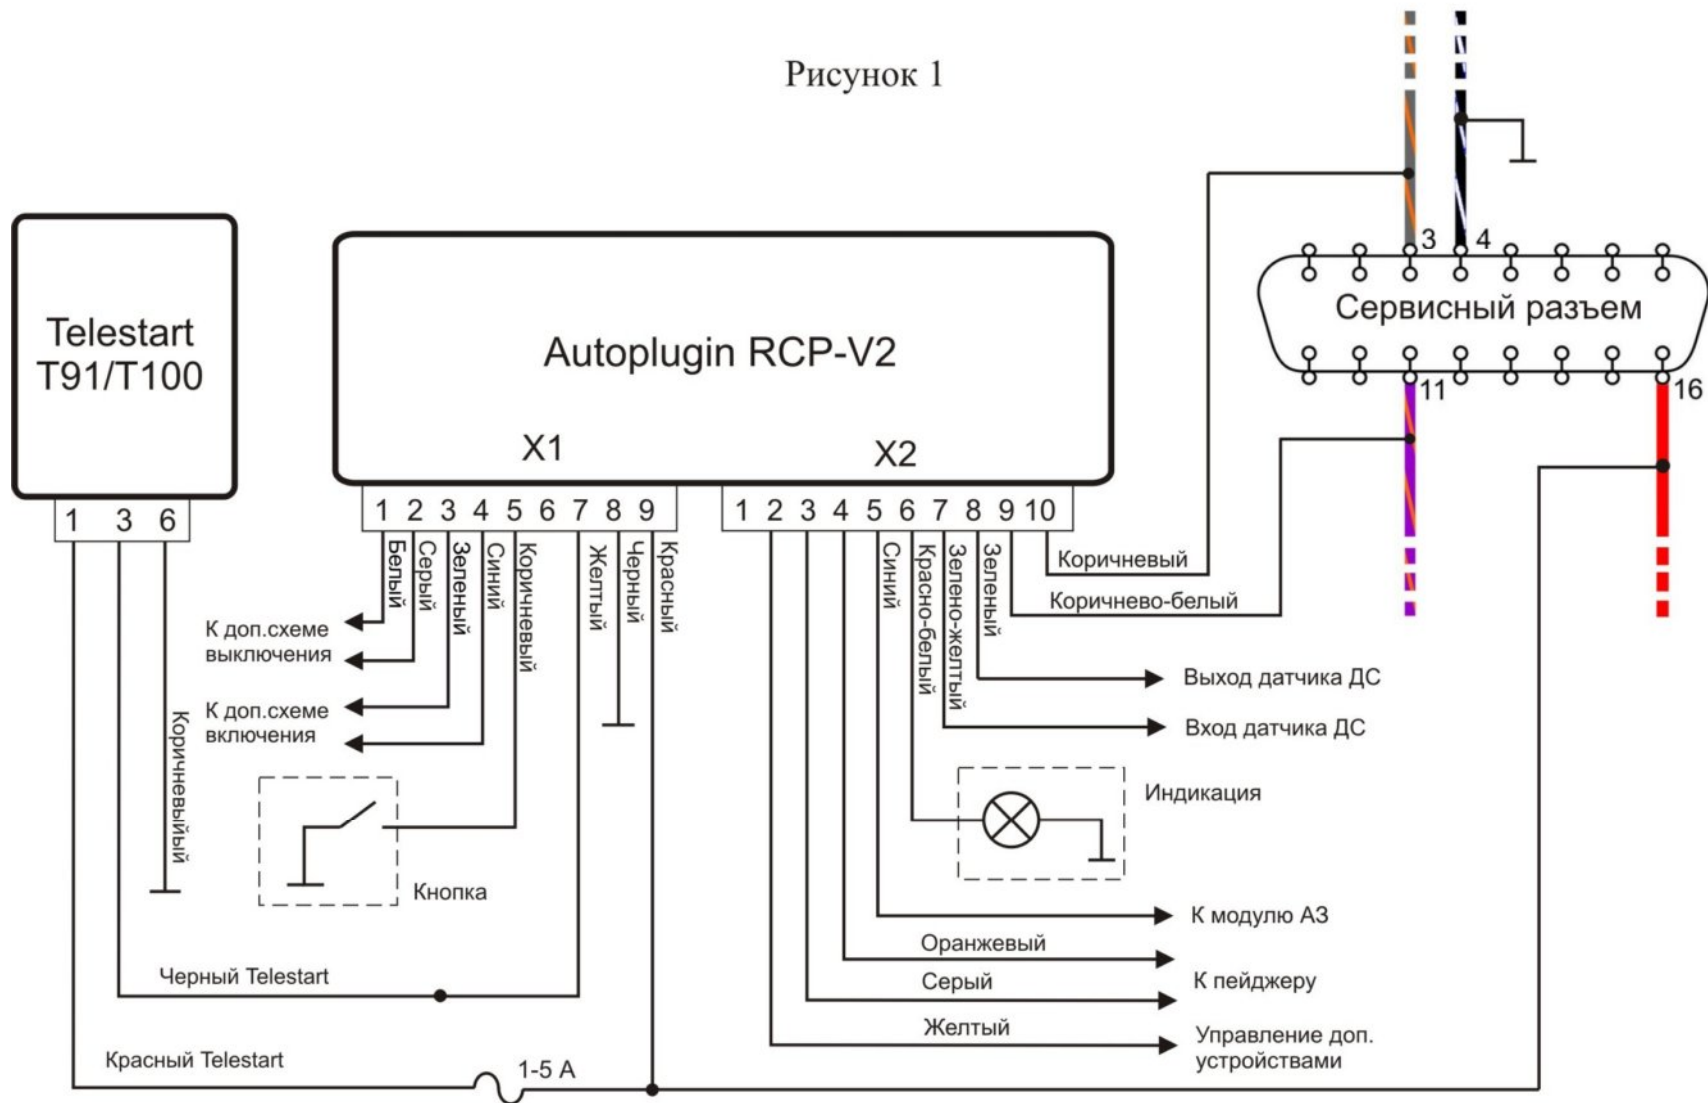 Рисунок 1
3
4
Сервисный разъем
11
16
Telestart
T91/T100
1 3 6
Autoplugin RCP-V2
X1
X2
1 2 3 4 5 6 7 8 9
1 2 3 4 5 6 7 8 9 10
Белый
Серый
Зеленый
Синий
Коричневый
Желтый
Черный
Красный
Синий
Красно-белый
Зелено-желтый
Зеленый
Коричневый
Коричнево-белый
К доп.схеме
выключения
К доп.схеме
включения
Коричневыйый
Кнопка
Выход датчика ДС
Вход датчика ДС
Индикация
К модулю АЗ
Оранжевый
Серый
К пейджеру
Желтый
Управление доп.
устройствами
Черный Telestart
Красный Telestart
1-5 А